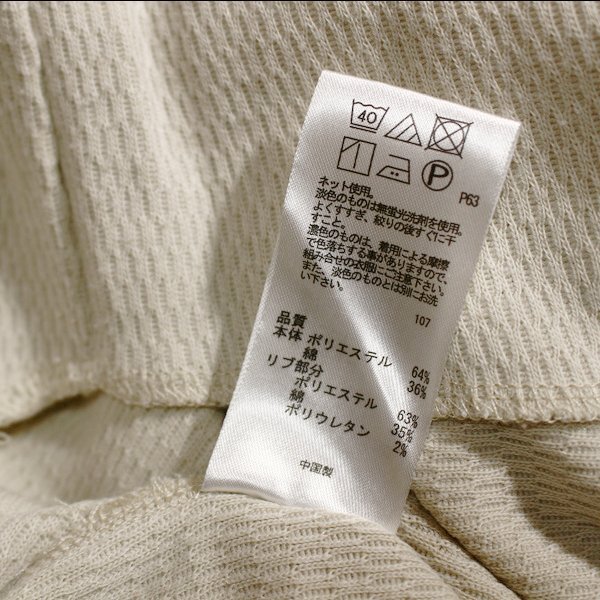 40
P
P63
ネット使用。
淡色のものは無蛍光洗剤を使用。
よくすすぎ、絞りの後すぐに干
すこと。
濃色のものは、着用による摩擦
で色落ちする事がありますので、
組み合せの衣服にご注意下さい。
また、淡色のものとは別にお洗
い下さい。
107
品質
本体 ポリエステル 64%
綿 36%
リブ部分
ポリエステル 63%
綿 35%
ポリウレタン 2%
中国製